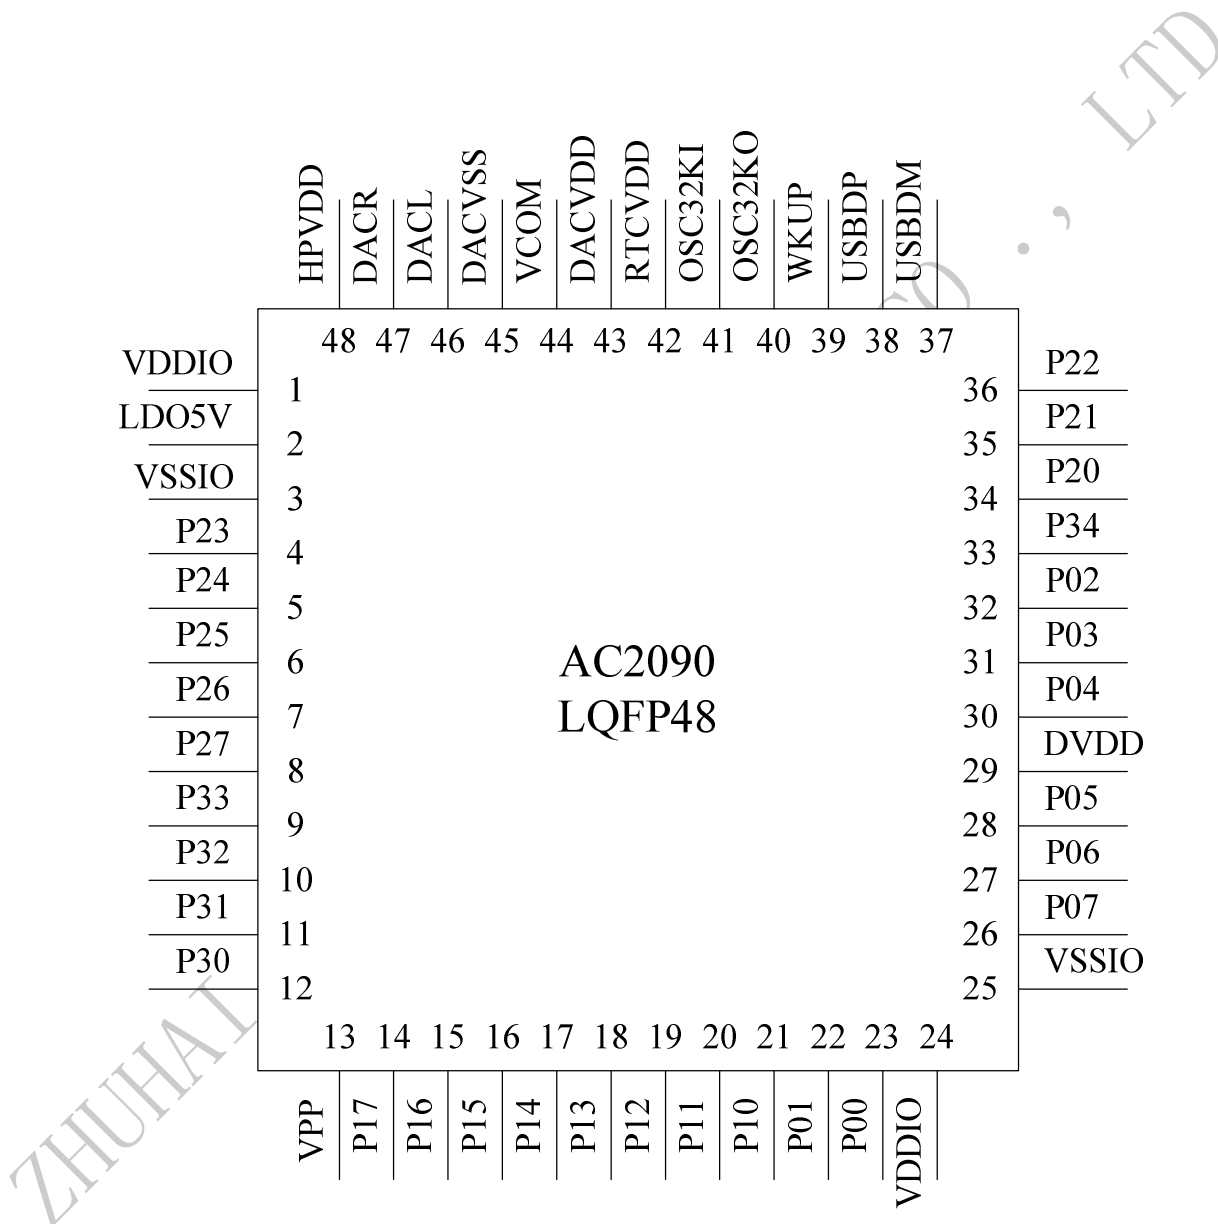 HPVDD
DACR
DACL
DACVSS
VCOM
DACVDD
RTCVDD
OSC32KI
OSC32KO
WKUP
USBDP
USBDM
48 47 46 45 44 43 42 41 40 39 38 37
VDDIO 1
LDO5V 2
VSSIO 3
P23 4
P24 5
P25 6
P26 7
P27 8
P33 9
P32 10
P31 11
P30 12
AC2090
LQFP48
36 P22
35 P21
34 P20
33 P34
32 P02
31 P03
30 P04
29 DVDD
28 P05
27 P06
26 P07
25 VSSIO
13 14 15 16 17 18 19 20 21 22 23 24
VPP
P17
P16
P15
P14
P13
P12
P11
P10
P01
P00
VDDIO
ZHUHAI
CO., LTD